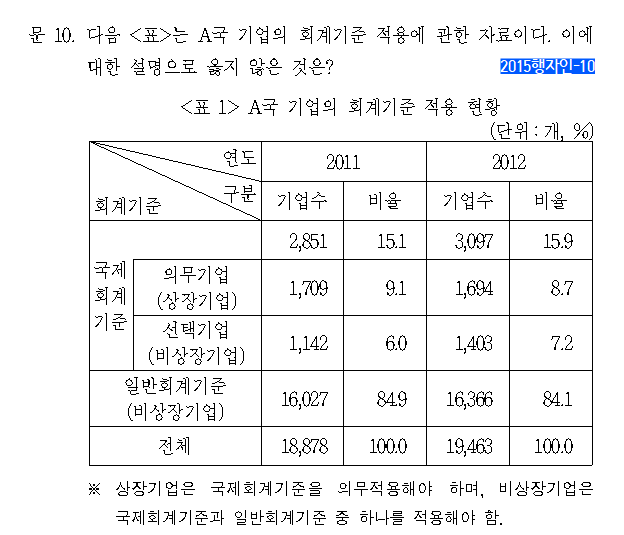 문 10. 다음 <표>는 A국 기업의 회계기준 적용에 관한 자료이다. 이에
대한 설명으로 옳지 않은 것은?
2015행자인-10
<표 1> A국 기업의 회계기준 적용 현황
(단위 : 개, %)
연도 2011 2012
회계기준 구분 기업수 비율 기업수 비율
국제회계기준 2,851 15.1 3,097 15.9
의무기업
(상장기업) 1,709 9.1 1,694 8.7
선택기업
(비상장기업) 1,142 6.0 1,403 7.2
일반회계기준
(비상장기업) 16,027 84.9 16,366 84.1
전체 18,878 100.0 19,463 100.0
※ 상장기업은 국제회계기준을 의무적용해야 하며, 비상장기업은
국제회계기준과 일반회계기준 중 하나를 적용해야 함.